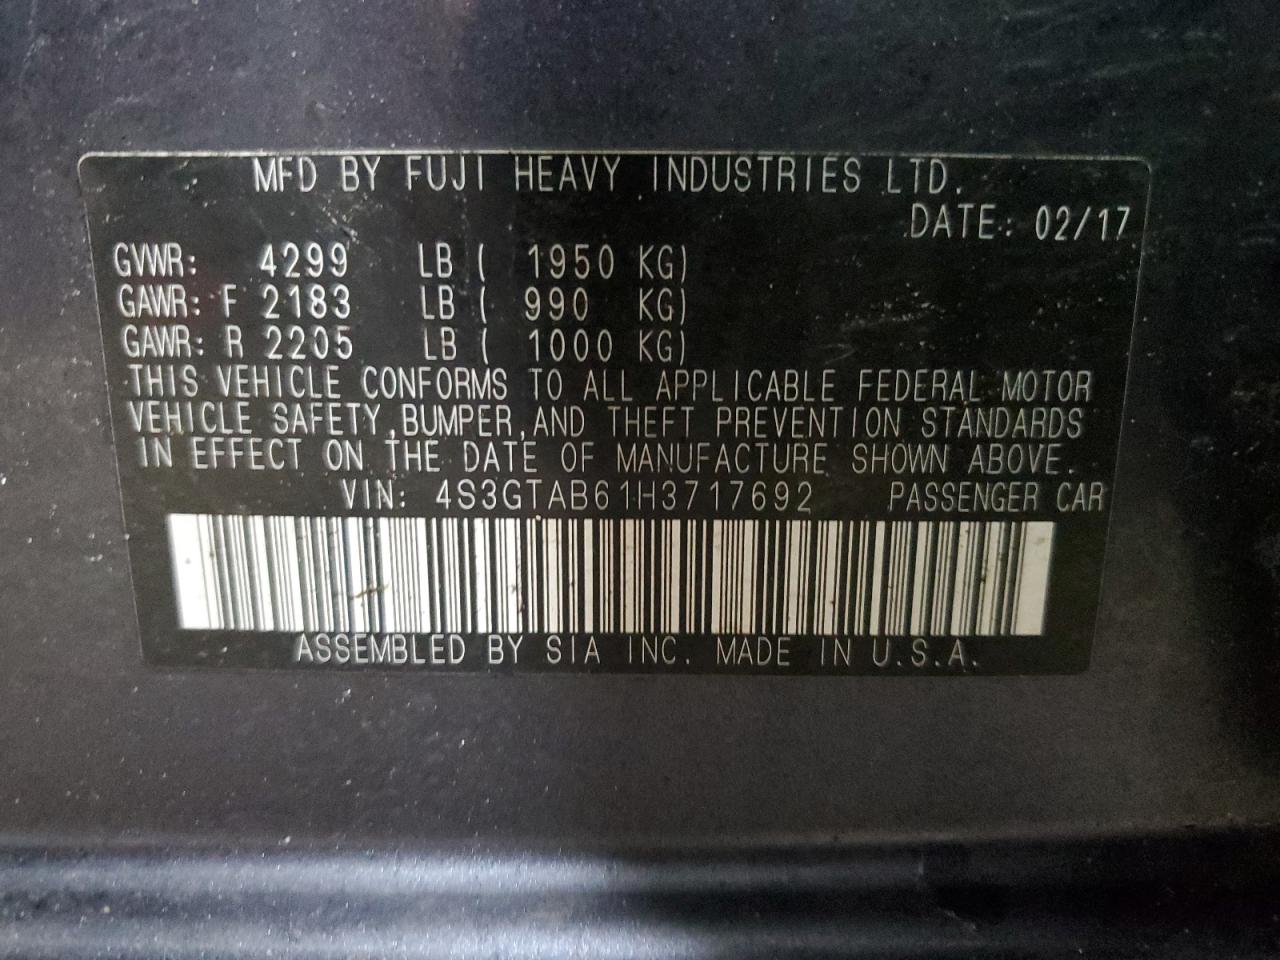 MFD BY FUJI HEAVY INDUSTRIES LTD.
DATE: 02/17
GVWR: 4299 LB ( 1950 KG)
GAWR: F 2183 LB ( 990 KG)
GAWR: R 2205 LB ( 1000 KG)
THIS VEHICLE CONFORMS TO ALL APPLICABLE FEDERAL MOTOR
VEHICLE SAFETY,BUMPER,AND THEFT PREVENTION STANDARDS
IN EFFECT ON THE DATE OF MANUFACTURE SHOWN ABOVE.
VIN: 4S3GTAB61H3717692 PASSENGER CAR
ASSEMBLED BY SIA INC. MADE IN U.S.A.